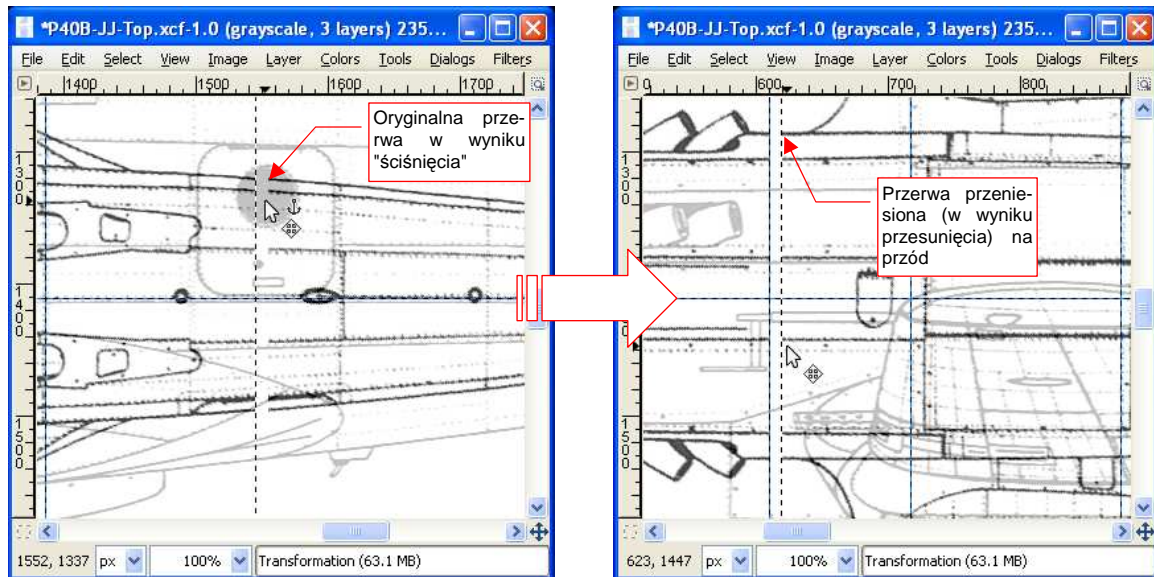 *P40B-JJ-Top.xcf-1.0 (grayscale, 3 layers) 235...
File Edit Select View Image Layer Colors Tools Dialogs Filters
1400 1500 1600 1700
1300
1400
1500
Oryginalna prze-
rwa w wyniku
"ściśnięcia"
1552, 1337 px 100% Transformation (63.1 MB)
*P40B-JJ-Top.xcf-1.0 (grayscale, 3 layers) 235...
File Edit Select View Image Layer Colors Tools Dialogs Filters
600 700 800
1300
1500
Przerwa przenie-
siona (w wyniku
przesunięcia) na
przód
623, 1447 px 100% Transformation (63.1 MB)